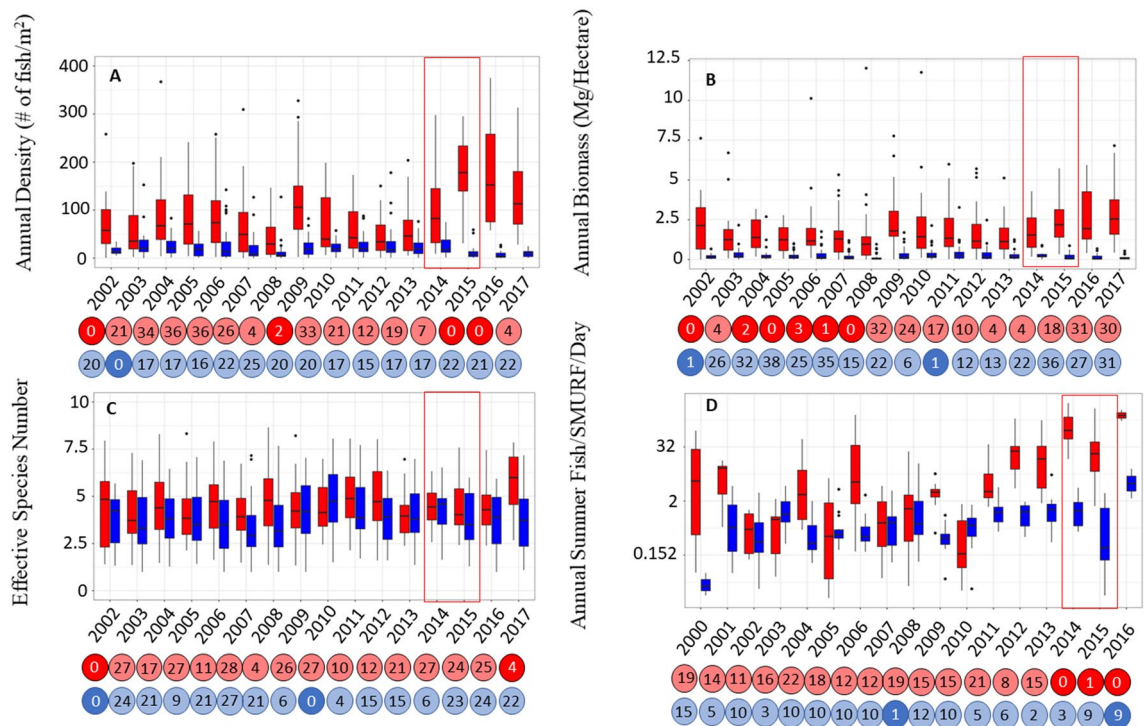 Annual Density (# of fish/m²)
A
400
300
200
100
0
2002 2003 2004 2005 2006 2007 2008 2009 2010 2011 2012 2013 2014 2015 2016 2017
0 21 34 36 36 26 4 2 33 21 12 19 7 0 0 4
20 0 17 17 16 22 25 20 20 17 15 17 17 22 21 22
Annual Biomass (Mg/Hectare)
B
12.5
7.5
5
2.5
0
2002 2003 2004 2005 2006 2007 2008 2009 2010 2011 2012 2013 2014 2015 2016 2017
0 4 2 0 3 1 0 32 24 17 10 4 4 18 31 30
1 26 32 38 25 35 15 22 6 1 12 13 22 36 27 31
Effective Species Number
C
10
7.5
5
2.5
0
2002 2003 2004 2005 2006 2007 2008 2009 2010 2011 2012 2013 2014 2015 2016 2017
0 27 17 27 11 28 4 26 27 10 12 21 27 24 25 4
0 24 21 9 27 27 21 6 0 4 15 15 6 23 24 22
Annual Summer Fish/SMURF/Day
D
32
2
0.152
2000 2001 2002 2003 2004 2005 2006 2007 2008 2009 2010 2011 2012 2013 2014 2015 2016
19 14 11 16 22 18 12 12 19 15 15 21 8 15 0 1 0
15 5 10 3 10 10 10 10 1 12 10 5 6 2 3 9 9